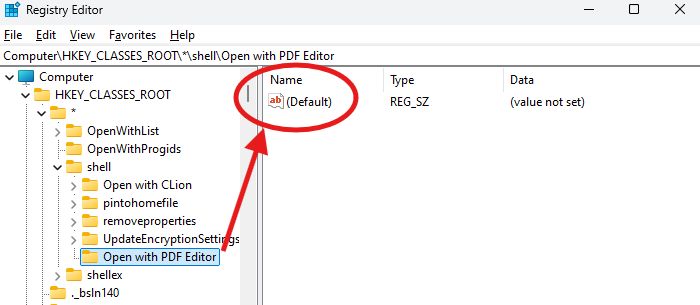 Registry Editor
File Edit View Favorites Help
Computer\HKEY_CLASSES_ROOT\*\shell\Open with PDF Editor
Computer
HKEY_CLASSES_ROOT
*
OpenWithList
OpenWithProgids
shell
Open with CLion
pintohomefile
removeproperties
UpdateEncryptionSettings
Open with PDF Editor
shellex
._bsln140
Name Type Data
ab (Default) REG_SZ (value not set)